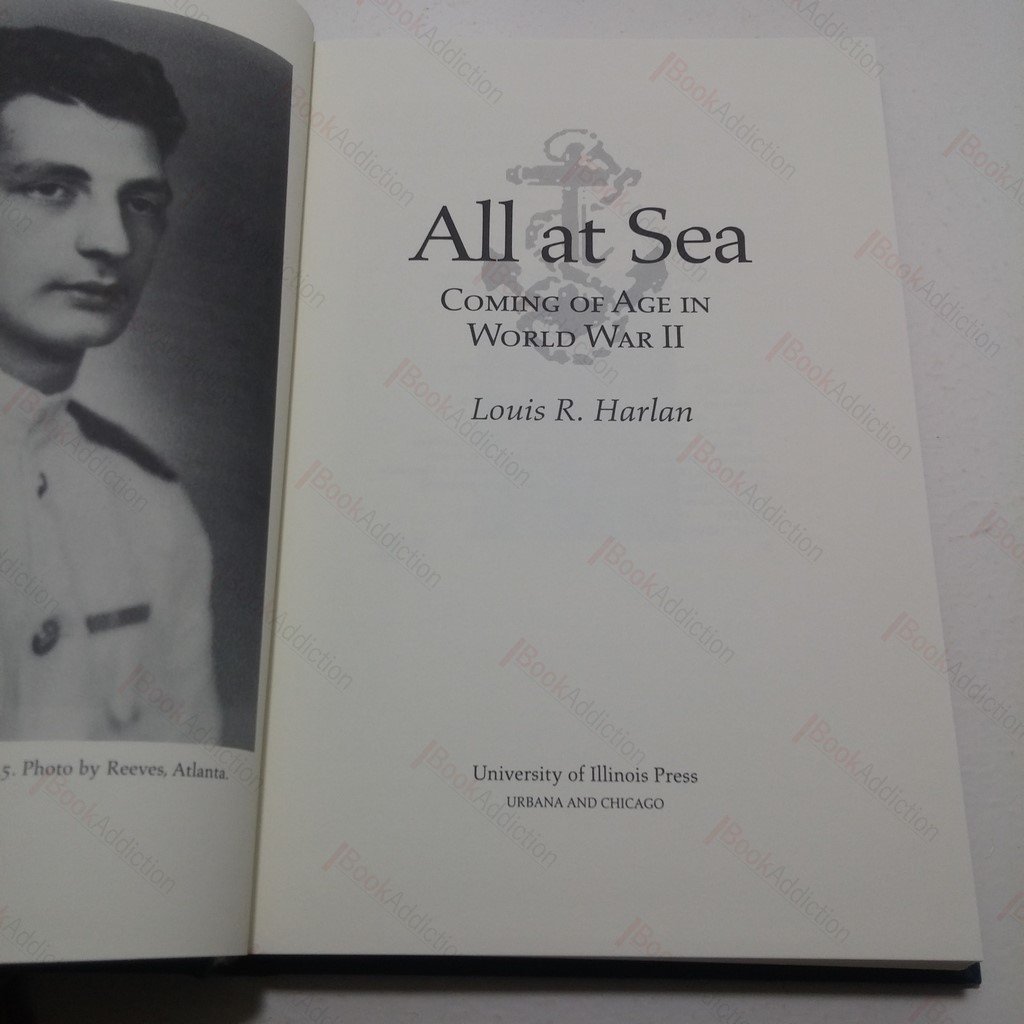 5. Photo by Reeves, Atlanta.
All at Sea
COMING OF AGE IN
WORLD WAR II
Louis R. Harlan
University of Illinois Press
URBANA AND CHICAGO
BookAddiction